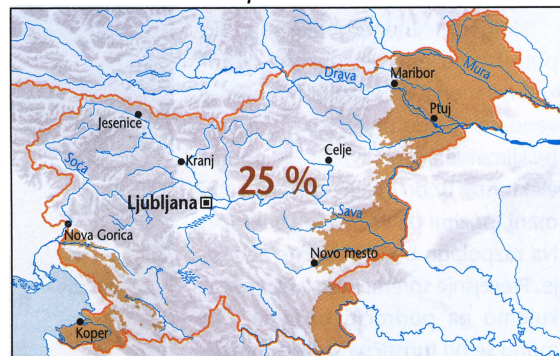 Drava
Maribor
Mura
Jesenice
Ptuj
Soča
Kranj
Celje
25 %
Ljubljana
Sava
Nova Gorica
Novo mesto
Koper